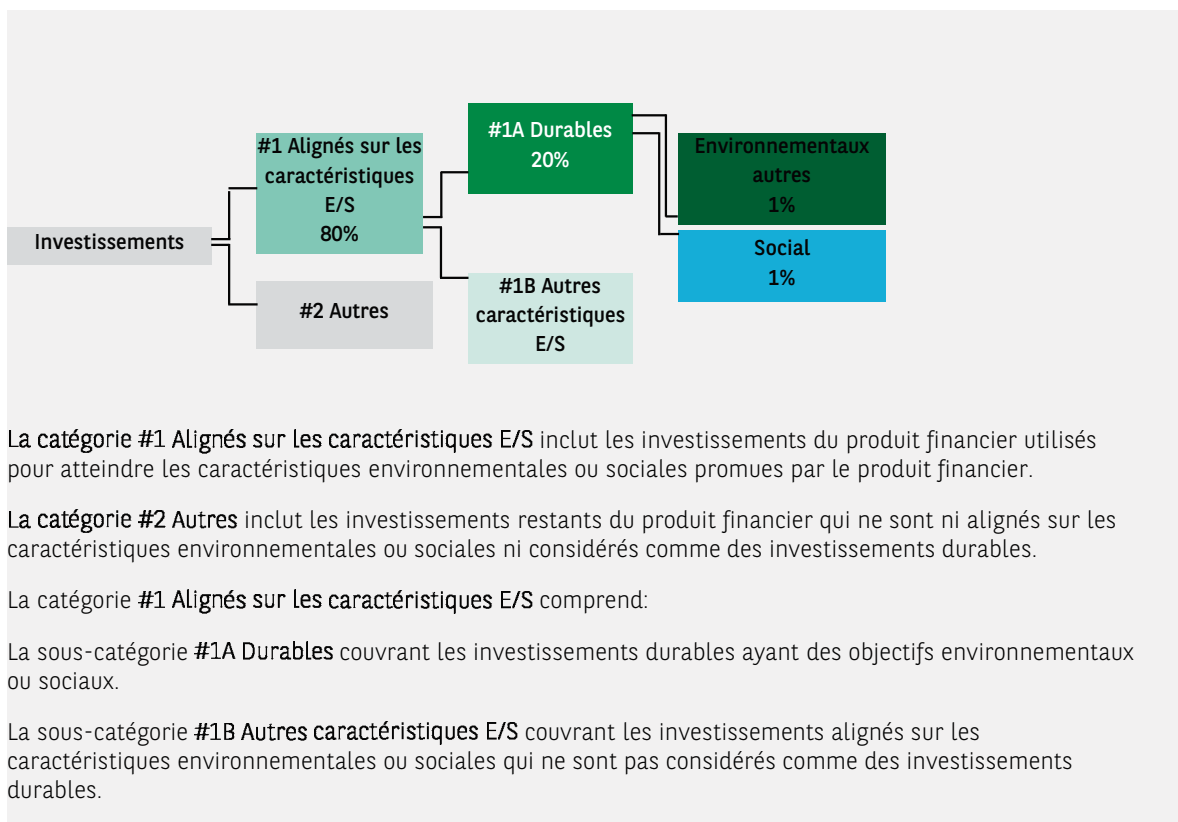 Investissements
#1 Alignés sur les
caractéristiques
E/S
80%
#2 Autres
#1A Durables
20%
#1B Autres
caractéristiques
E/S
Environnementaux
autres
1%
Social
1%
La catégorie #1 Alignés sur les caractéristiques E/S inclut les investissements du produit financier utilisés
pour atteindre les caractéristiques environnementales ou sociales promues par le produit financier.
La catégorie #2 Autres inclut les investissements restants du produit financier qui ne sont ni alignés sur les
caractéristiques environnementales ou sociales ni considérés comme des investissements durables.
La catégorie #1 Alignés sur les caractéristiques E/S comprend:
La sous-catégorie #1A Durables couvrant les investissements durables ayant des objectifs environnementaux
ou sociaux.
La sous-catégorie #1B Autres caractéristiques E/S couvrant les investissements alignés sur les
caractéristiques environnementales ou sociales qui ne sont pas considérés comme des investissements
durables.